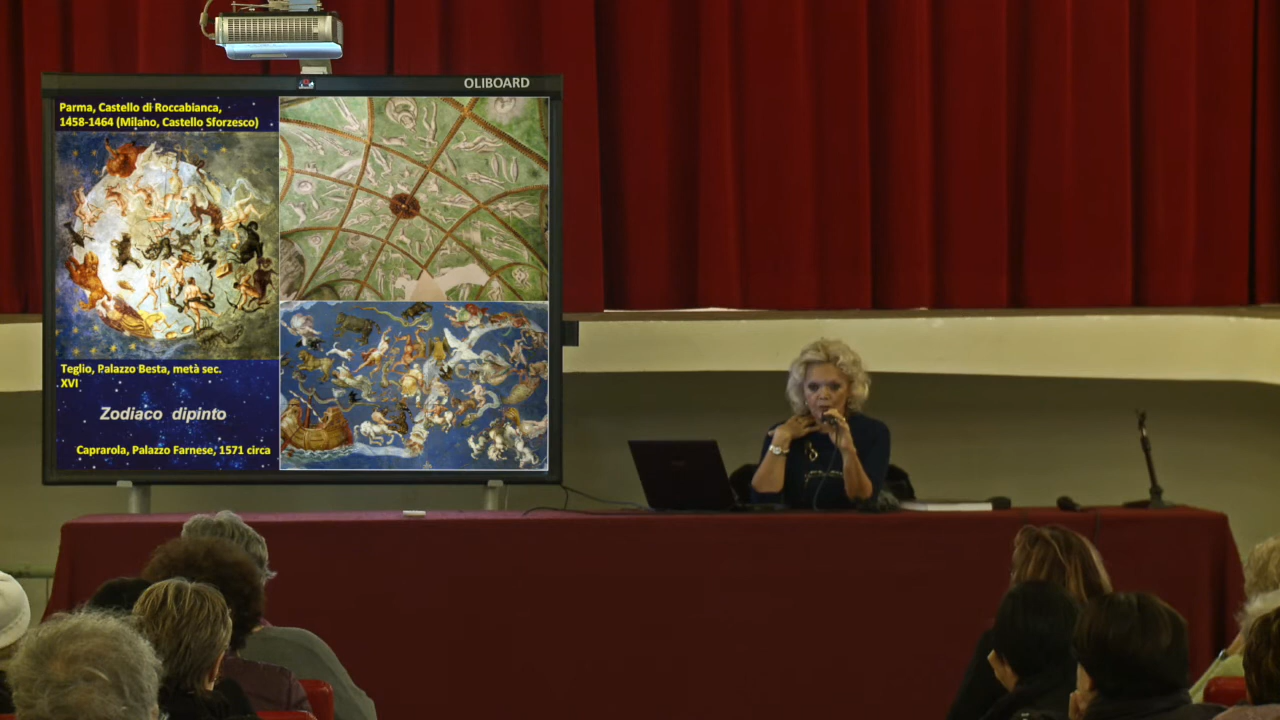 OLIBOARD
Parma, Castello di Roccabianca,
1458-1464 (Milano, Castello Sforzesco)
Teglio, Palazzo Besta, metà sec.
XVI
Zodiaco dipinto
Caprarola, Palazzo Farnese, 1571 circa